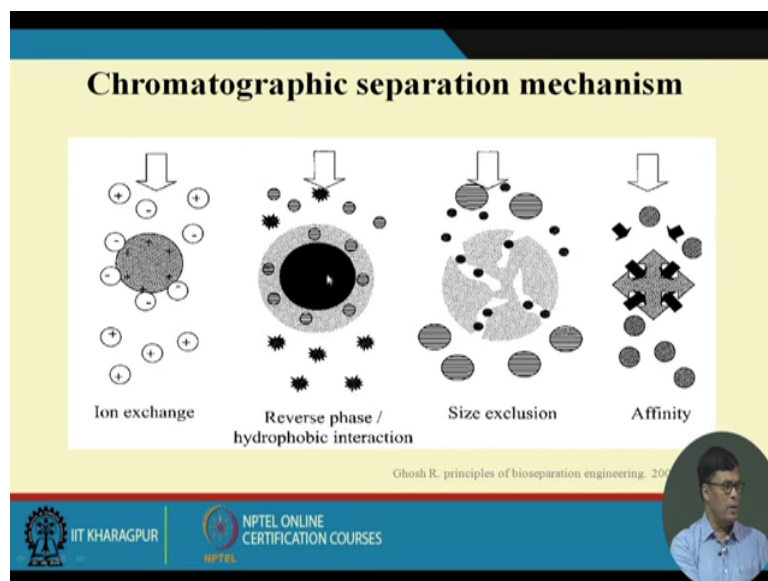 Chromatographic separation mechanism
Ion exchange
Reverse phase /
hydrophobic interaction
Size exclusion
Affinity
Ghosh R. principles of bioseparation engineering.
IIT KHARAGPUR
NPTEL
NPTEL ONLINE
CERTIFICATION COURSES